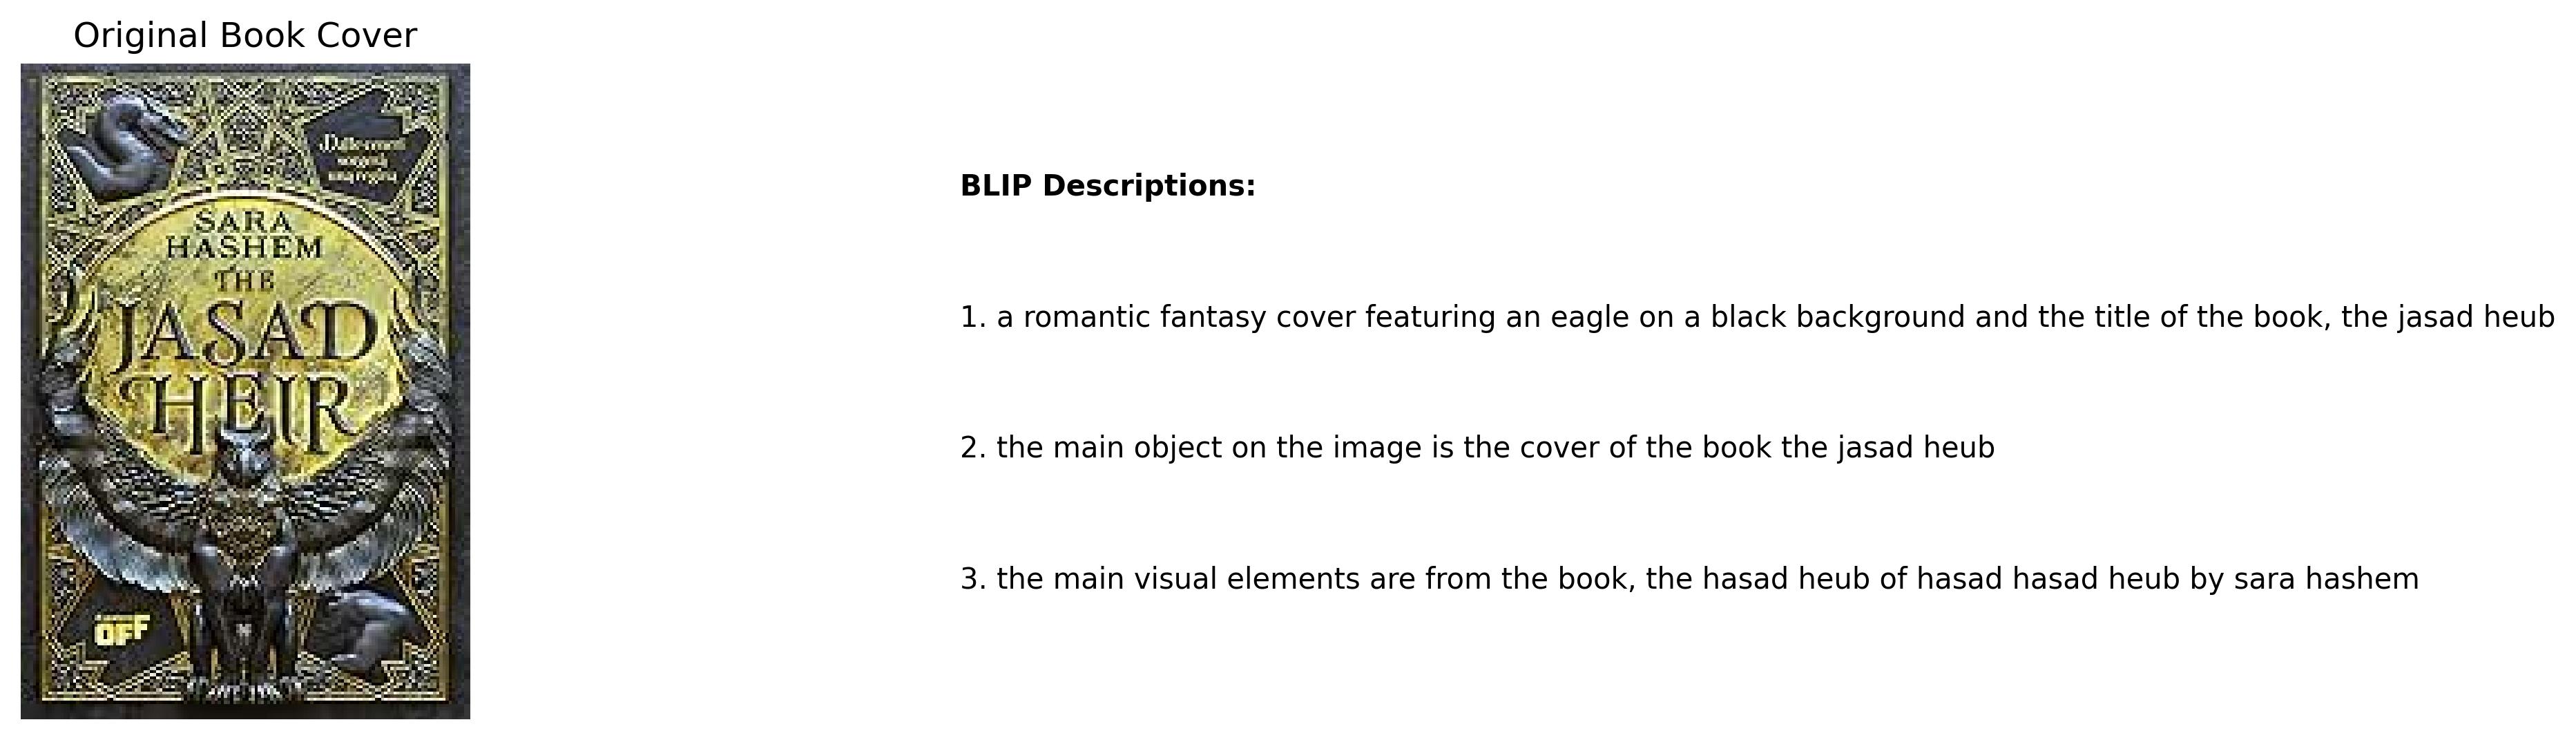 Original Book Cover
SARA
HASHEM
THE
JASAD
HEIR
OFF
BLIP Descriptions:
1. a romantic fantasy cover featuring an eagle on a black background and the title of the book, the jasad heub
2. the main object on the image is the cover of the book the jasad heub
3. the main visual elements are from the book, the hasad heub of hasad hasad heub by sara hashem